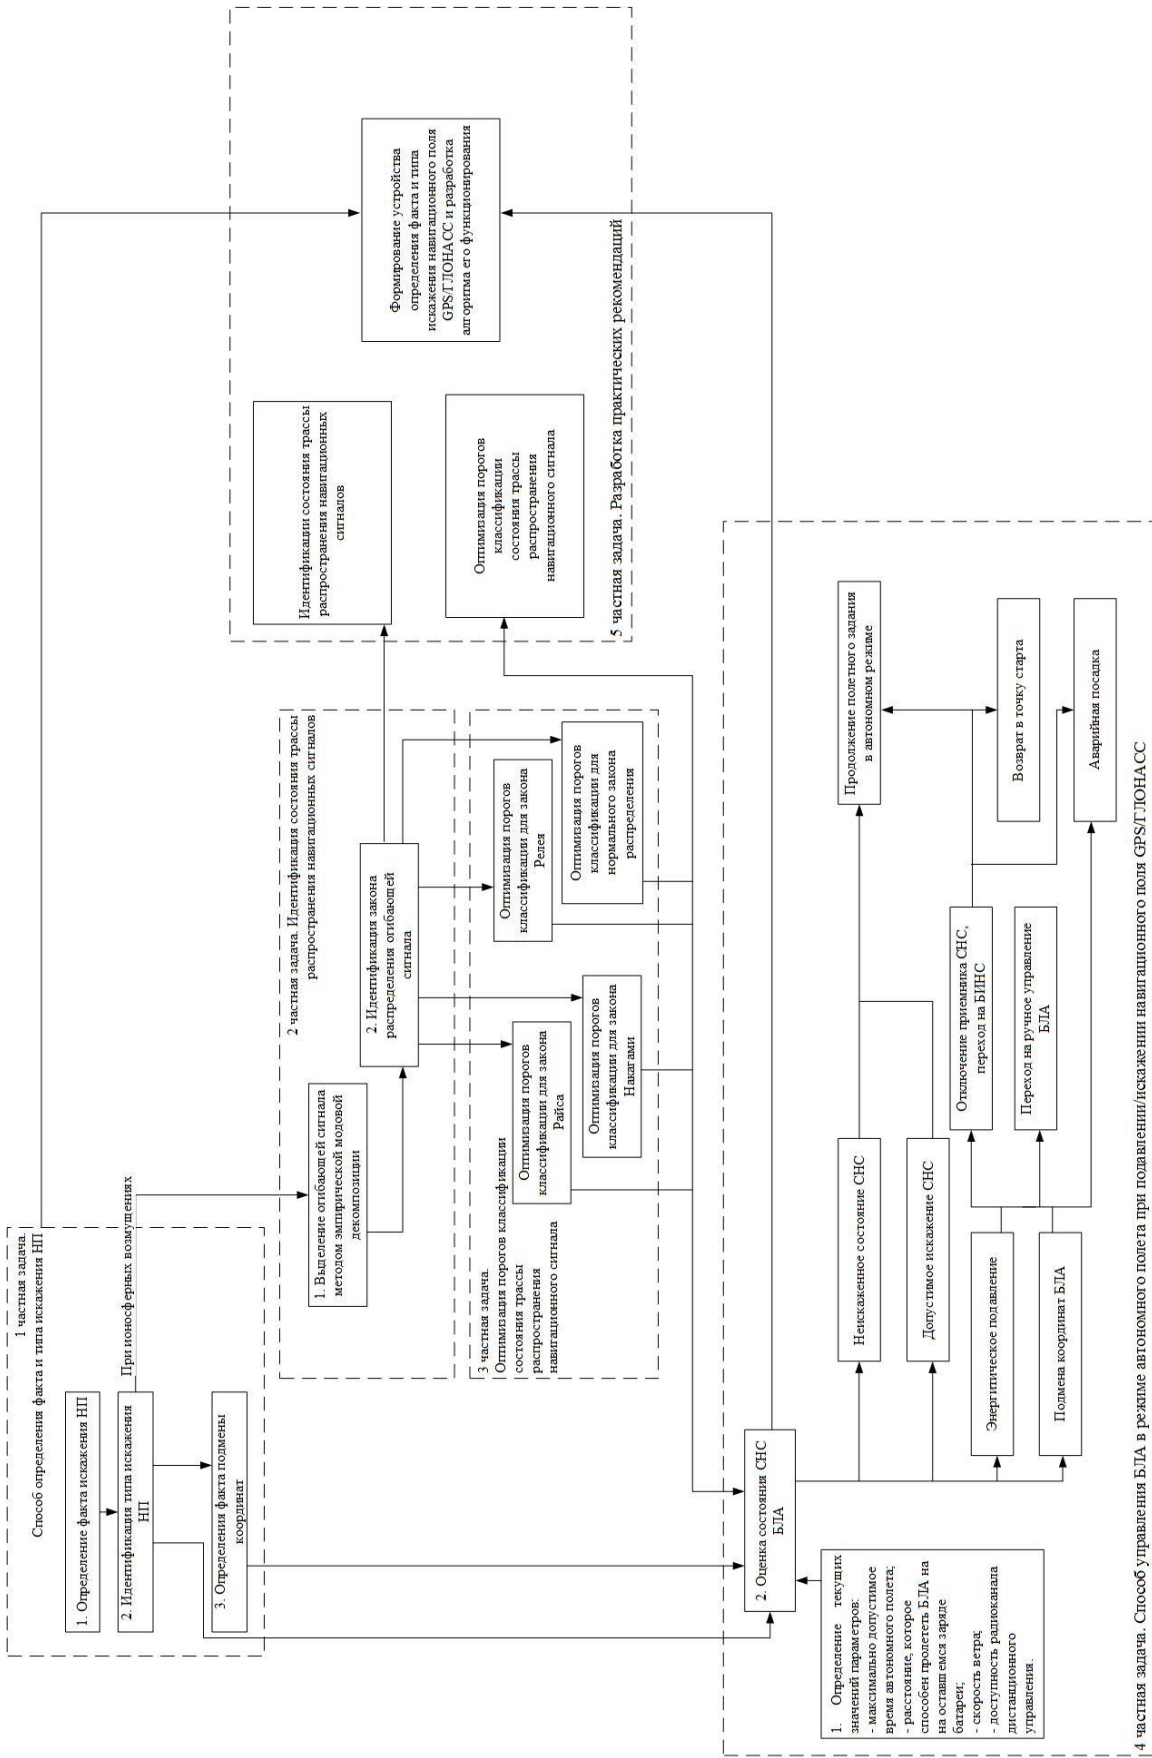 1 частная задача.
Способ определения факта и типа искажения НП
1. Определение факта искажения НП
2. Идентификация типа искажения
НП
3. Определения факта подмены
координат
При ионосферных возмущениях
2 частная задача. Идентификация состояния трассы
распространения навигационных сигналов
1. Выделение огибающей сигнала
методом эмпирической модовой
декомпозиции
2. Идентификация закона
распределения огибающей
сигнала
3 частная задача.
Оптимизация порогов классификации
состояния трассы
распространения
навигационного сигнала
Оптимизация порогов
классификации для закона
Райса
Оптимизация порогов
классификации для закона
Накагами
Оптимизация порогов
классификации для закона
Релея
Оптимизация порогов
классификации для
нормального закона
распределения
Идентификации состояния трассы
распространения навигационных
сигналов
Оптимизация порогов
классификации
состояния трассы
распространения
навигационного сигнала
Формирование устройства
определения факта и типа
искажения навигационного поля
GPS/ГЛОНАСС и разработка
алгоритма его функционирования
5 частная задача. Разработка практических рекомендаций
1. Определение текущих
значений параметров:
- максимально допустимое
время автономного полета;
- расстояние, которое
способен пролететь БЛА на
на оставшемся заряде
батареи;
- скорость ветра;
- доступность радиоканала
дистанционного
управления.
2. Оценка состояния СНС
БЛА
Неискаженное состояние СНС
Допустимое искажение СНС
Энергитическое подавление
Подмена координат БЛА
Отключение приемника СНС,
переход на БИНС
Переход на ручное управление
БЛА
Продолжение полетного задания
в автономном режиме
Возврат в точку старта
Аварийная посадка
4 частная задача. Способ управления БЛА в режиме автономного полета при подавлении/искажении навигационного поля GPS/ГЛОНАСС